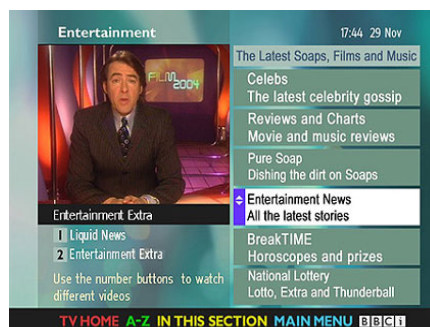 Entertainment
17:44 29 Nov
FILM
2004
Entertainment Extra
1 Liquid News
2 Entertainment Extra
Use the number buttons to watch
different videos
The Latest Soaps, Films and Music
Celebs
The latest celebrity gossip
Reviews and Charts
Movie and music reviews
Pure Soap
Dishing the dirt on Soaps
Entertainment News
All the latest stories
BreakTIME
Horoscopes and prizes
National Lottery
Lotto, Extra and Thunderball
TV HOME A-Z IN THIS SECTION MAIN MENU BBCi